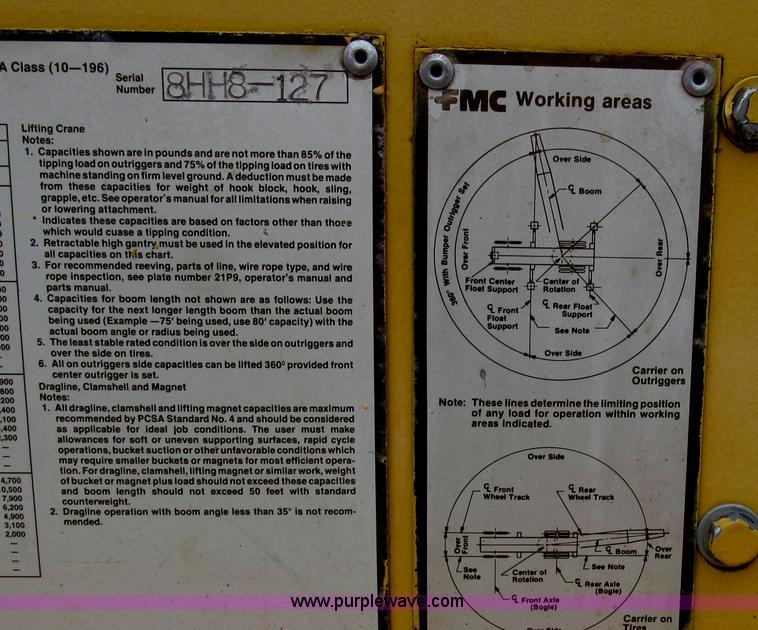 A Class (10-196)
Serial
Number
8HH8-127
Lifting Crane
Notes:
1. Capacities shown are in pounds and are not more than 85% of the
tipping load on outriggers and 75% of the tipping load on tires with
machine standing on firm level ground. A deduction must be made
from these capacities for weight of hook block, hook, sling,
grapple, etc. See operator's manual for all limitations when raising
or lowering attachment.
* Indicates these capacities are based on factors other than those
which would cuase a tipping condition.
2. Retractable high gantry must be used in the elevated position for
all capacities on this chart.
3. For recommended reeving, parts of line, wire rope type, and wire
rope inspection, see plate number 21P9, operator's manual and
parts manual.
4. Capacities for boom length not shown are as follows: Use the
capacity for the next longer length boom than the actual boom
being used (Example —75' being used, use 80' capacity) with the
actual boom angle or radius being used.
5. The least stable rated condition is over the side on outriggers and
over the side on tires.
6. All on outriggers side capacities can be lifted 360° provided front
center outrigger is set.
Dragline, Clamshell and Magnet
Notes:
1. All dragline, clamshell and lifting magnet capacities are maximum
recommended by PCSA Standard No. 4 and should be considered
as applicable for ideal job conditions. The user must make
allowances for soft or uneven supporting surfaces, rapid cycle
operations, bucket suction or other unfavorable conditions which
may require smaller buckets or magnets for most efficient opera-
tion. For dragline, clamshell, lifting magnet or similar work, weight
of bucket or magnet plus load should not exceed these capacities
and boom length should not exceed 50 feet with standard
counterweight.
2. Dragline operation with boom angle less than 35° is not recom-
mended.
4,700
10,500
7,900
6,200
4,900
3,100
2,000
FMC Working areas
Over Side
℄ Boom
360° With Bumper Outrigger Set
Over Front
Over Rear
Front Center
Float Support
Center of
Rotation
℄ Front
Float
Support
℄ Rear Float
Support
See Note
Over Side
Carrier on
Outriggers
Note: These lines determine the limiting position
of any load for operation within working
areas indicated.
Over Side
℄ Front
Wheel Track
℄ Rear
Wheel Track
Over
Front
℄ Boom
Over
Rear
See
Note
Center of
Rotation
See Note
℄ Rear Axle
(Bogie)
℄ Front Axle
(Bogie)
Carrier on
Tires
Over Side
www.purplewave.com